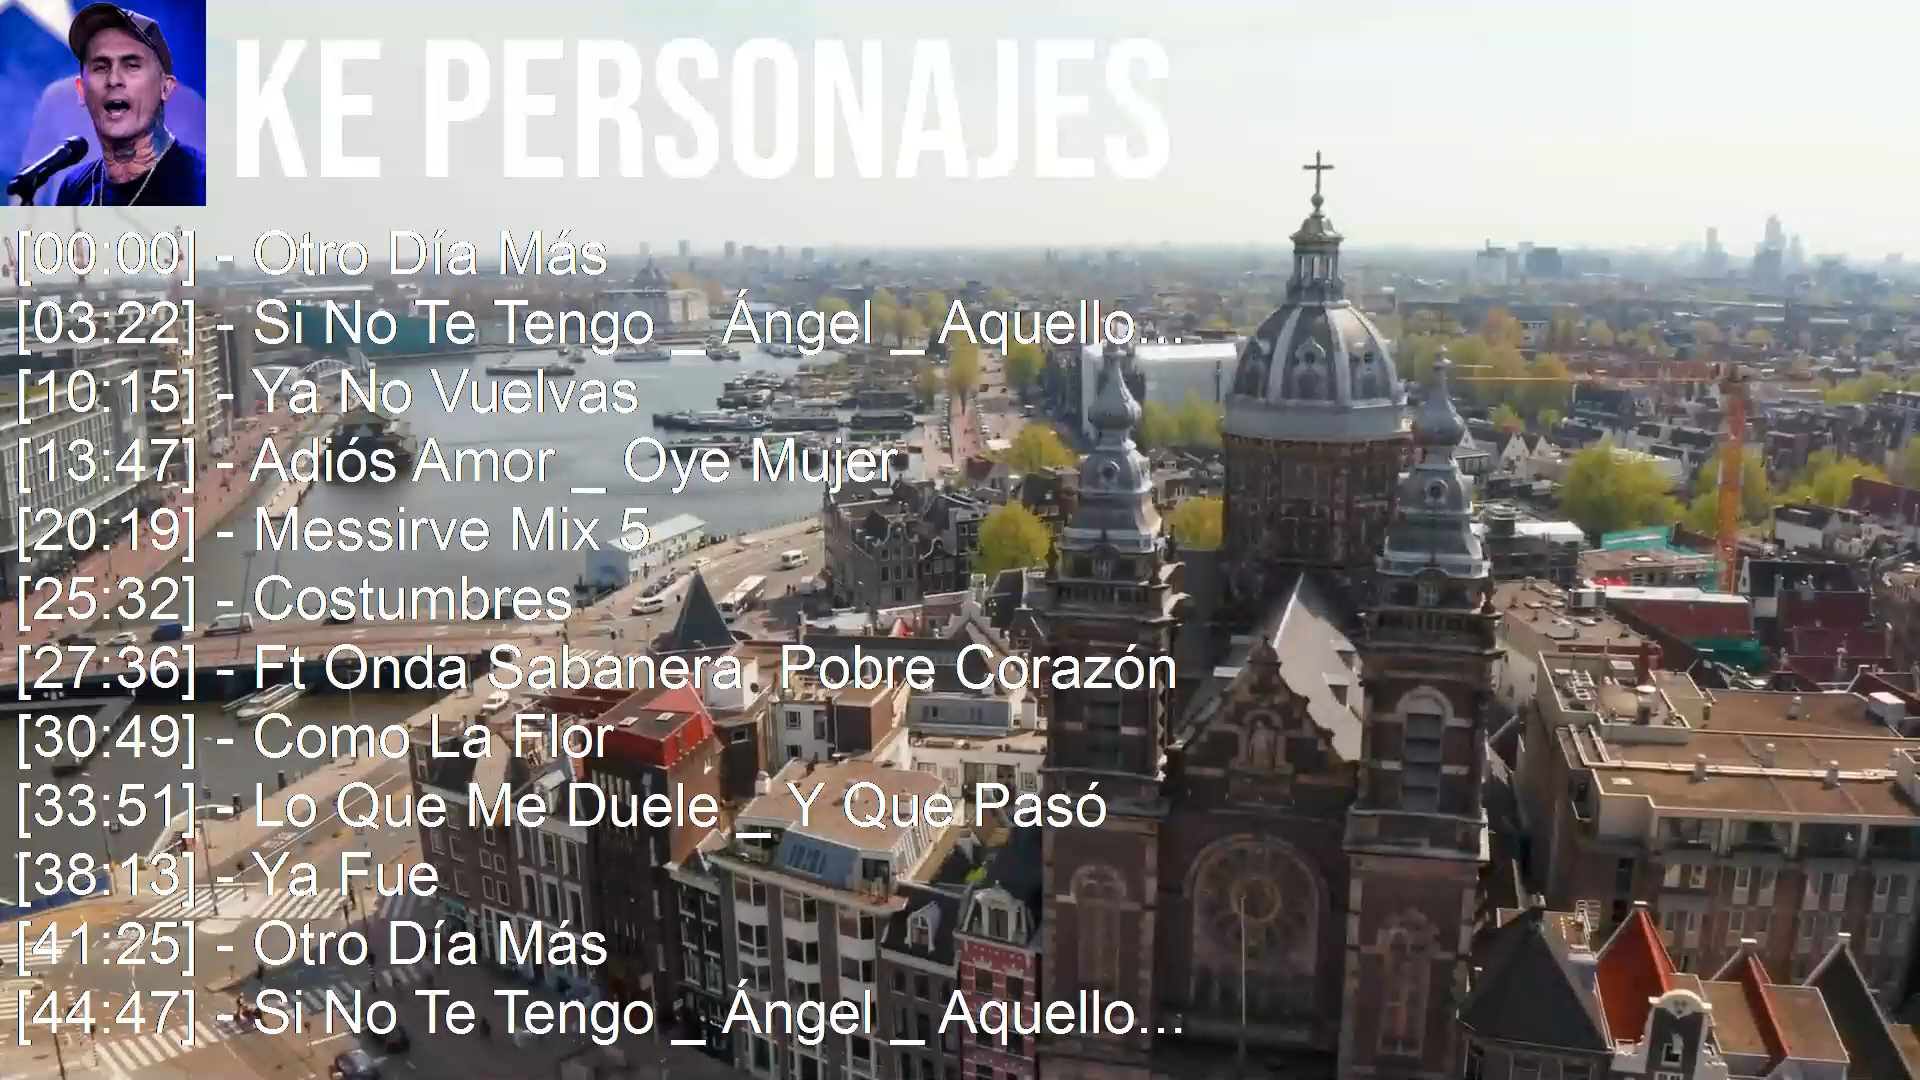 KE PERSONAJES
[00:00] - Otro Día Más
[03:22] - Si No Te Tengo _ Ángel _ Aquello...
[10:15] - Ya No Vuelvas
[13:47] - Adiós Amor _ Oye Mujer
[20:19] - Messirve Mix 5
[25:32] - Costumbres
[27:36] - Ft Onda Sabanera  Pobre Corazón
[30:49] - Como La Flor
[33:51] - Lo Que Me Duele _ Y Que Pasó
[38:13] - Ya Fue
[41:25] - Otro Día Más
[44:47] - Si No Te Tengo _ Ángel _ Aquello...